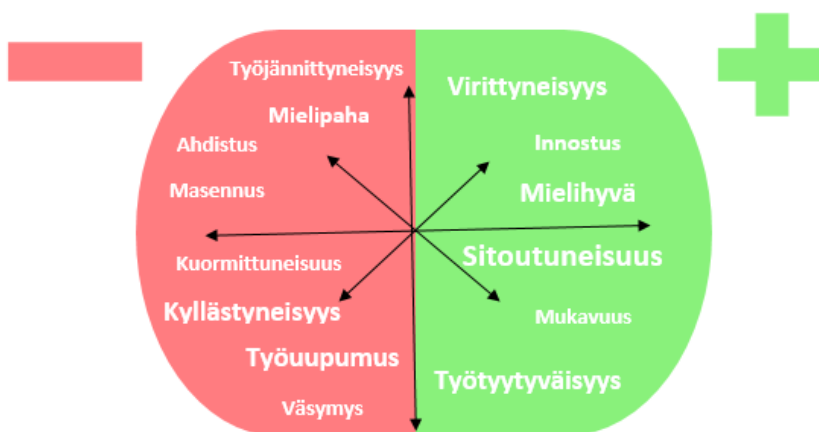 Työjännittyneisyys
Mielipaha
Ahdistus
Masennus
Kuormittuneisuus
Kyllästyneisyys
Työuupumus
Väsymys
Virittyneisyys
Innostus
Mielihyvä
Sitoutuneisuus
Mukavuus
Työtyytyväisyys